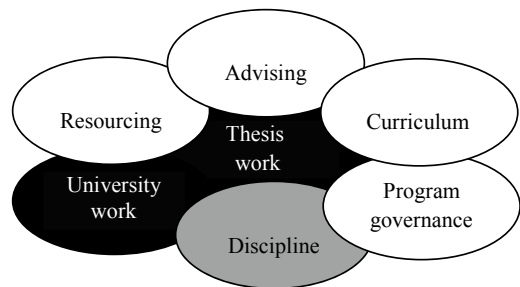 Advising
Resourcing
Curriculum
Thesis
work
University
work
Program
governance
Discipline